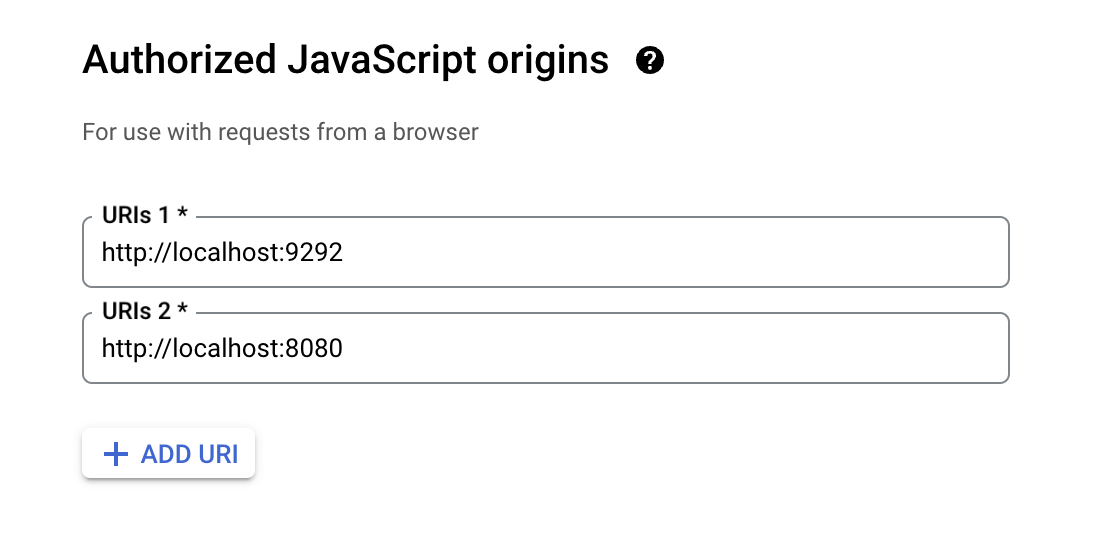 Authorized JavaScript origins ?
For use with requests from a browser
URIs 1 *
http://localhost:9292
URIs 2 *
http://localhost:8080
+ ADD URI